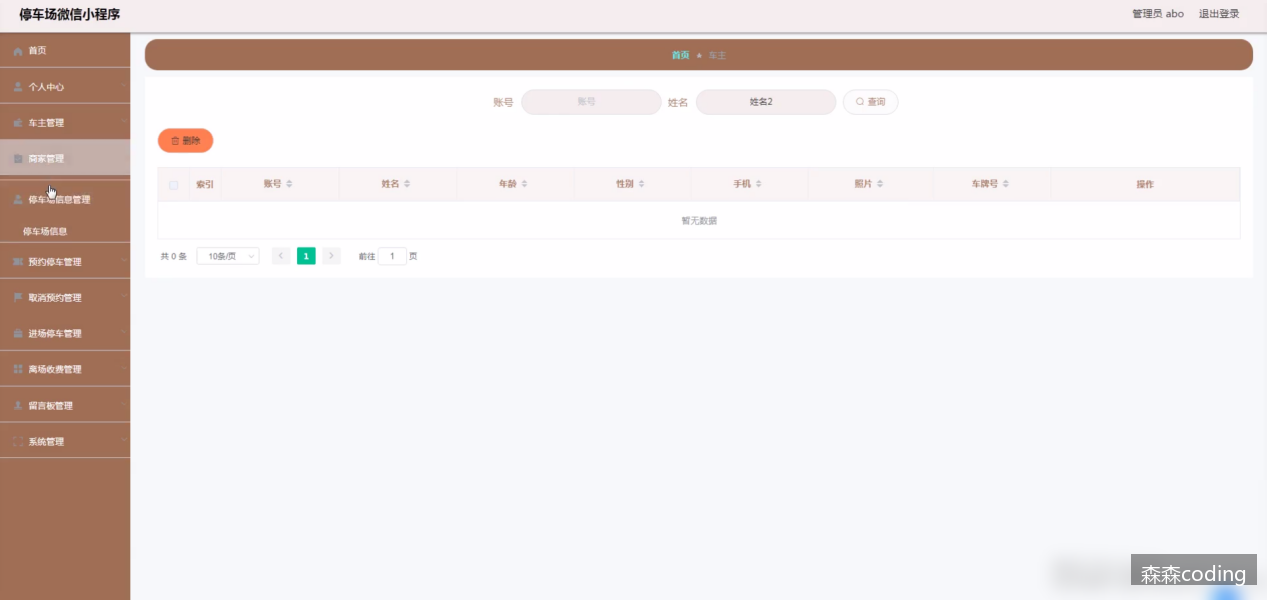 停车场微信小程序
管理员 abo 退出登录
首页
个人中心
车主管理
商家管理
停车场信息管理
停车场信息
预约停车管理
取消预约管理
进场停车管理
离场收费管理
留言板管理
系统管理
首页 车主
账号 账号 姓名 姓名2 查询
删除
索引 账号 姓名 年龄 性别 手机 照片 车牌号 操作
暂无数据
共 0 条 10条/页 1 前往 1 页
森森coding